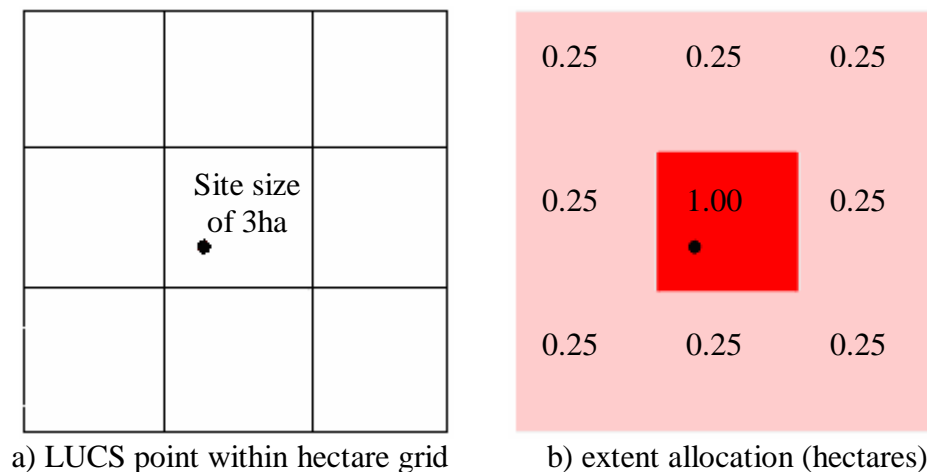 0.25 0.25 0.25
Site size
of 3ha
0.25 1.00 0.25
0.25 0.25 0.25
a) LUCS point within hectare grid
b) extent allocation (hectares)